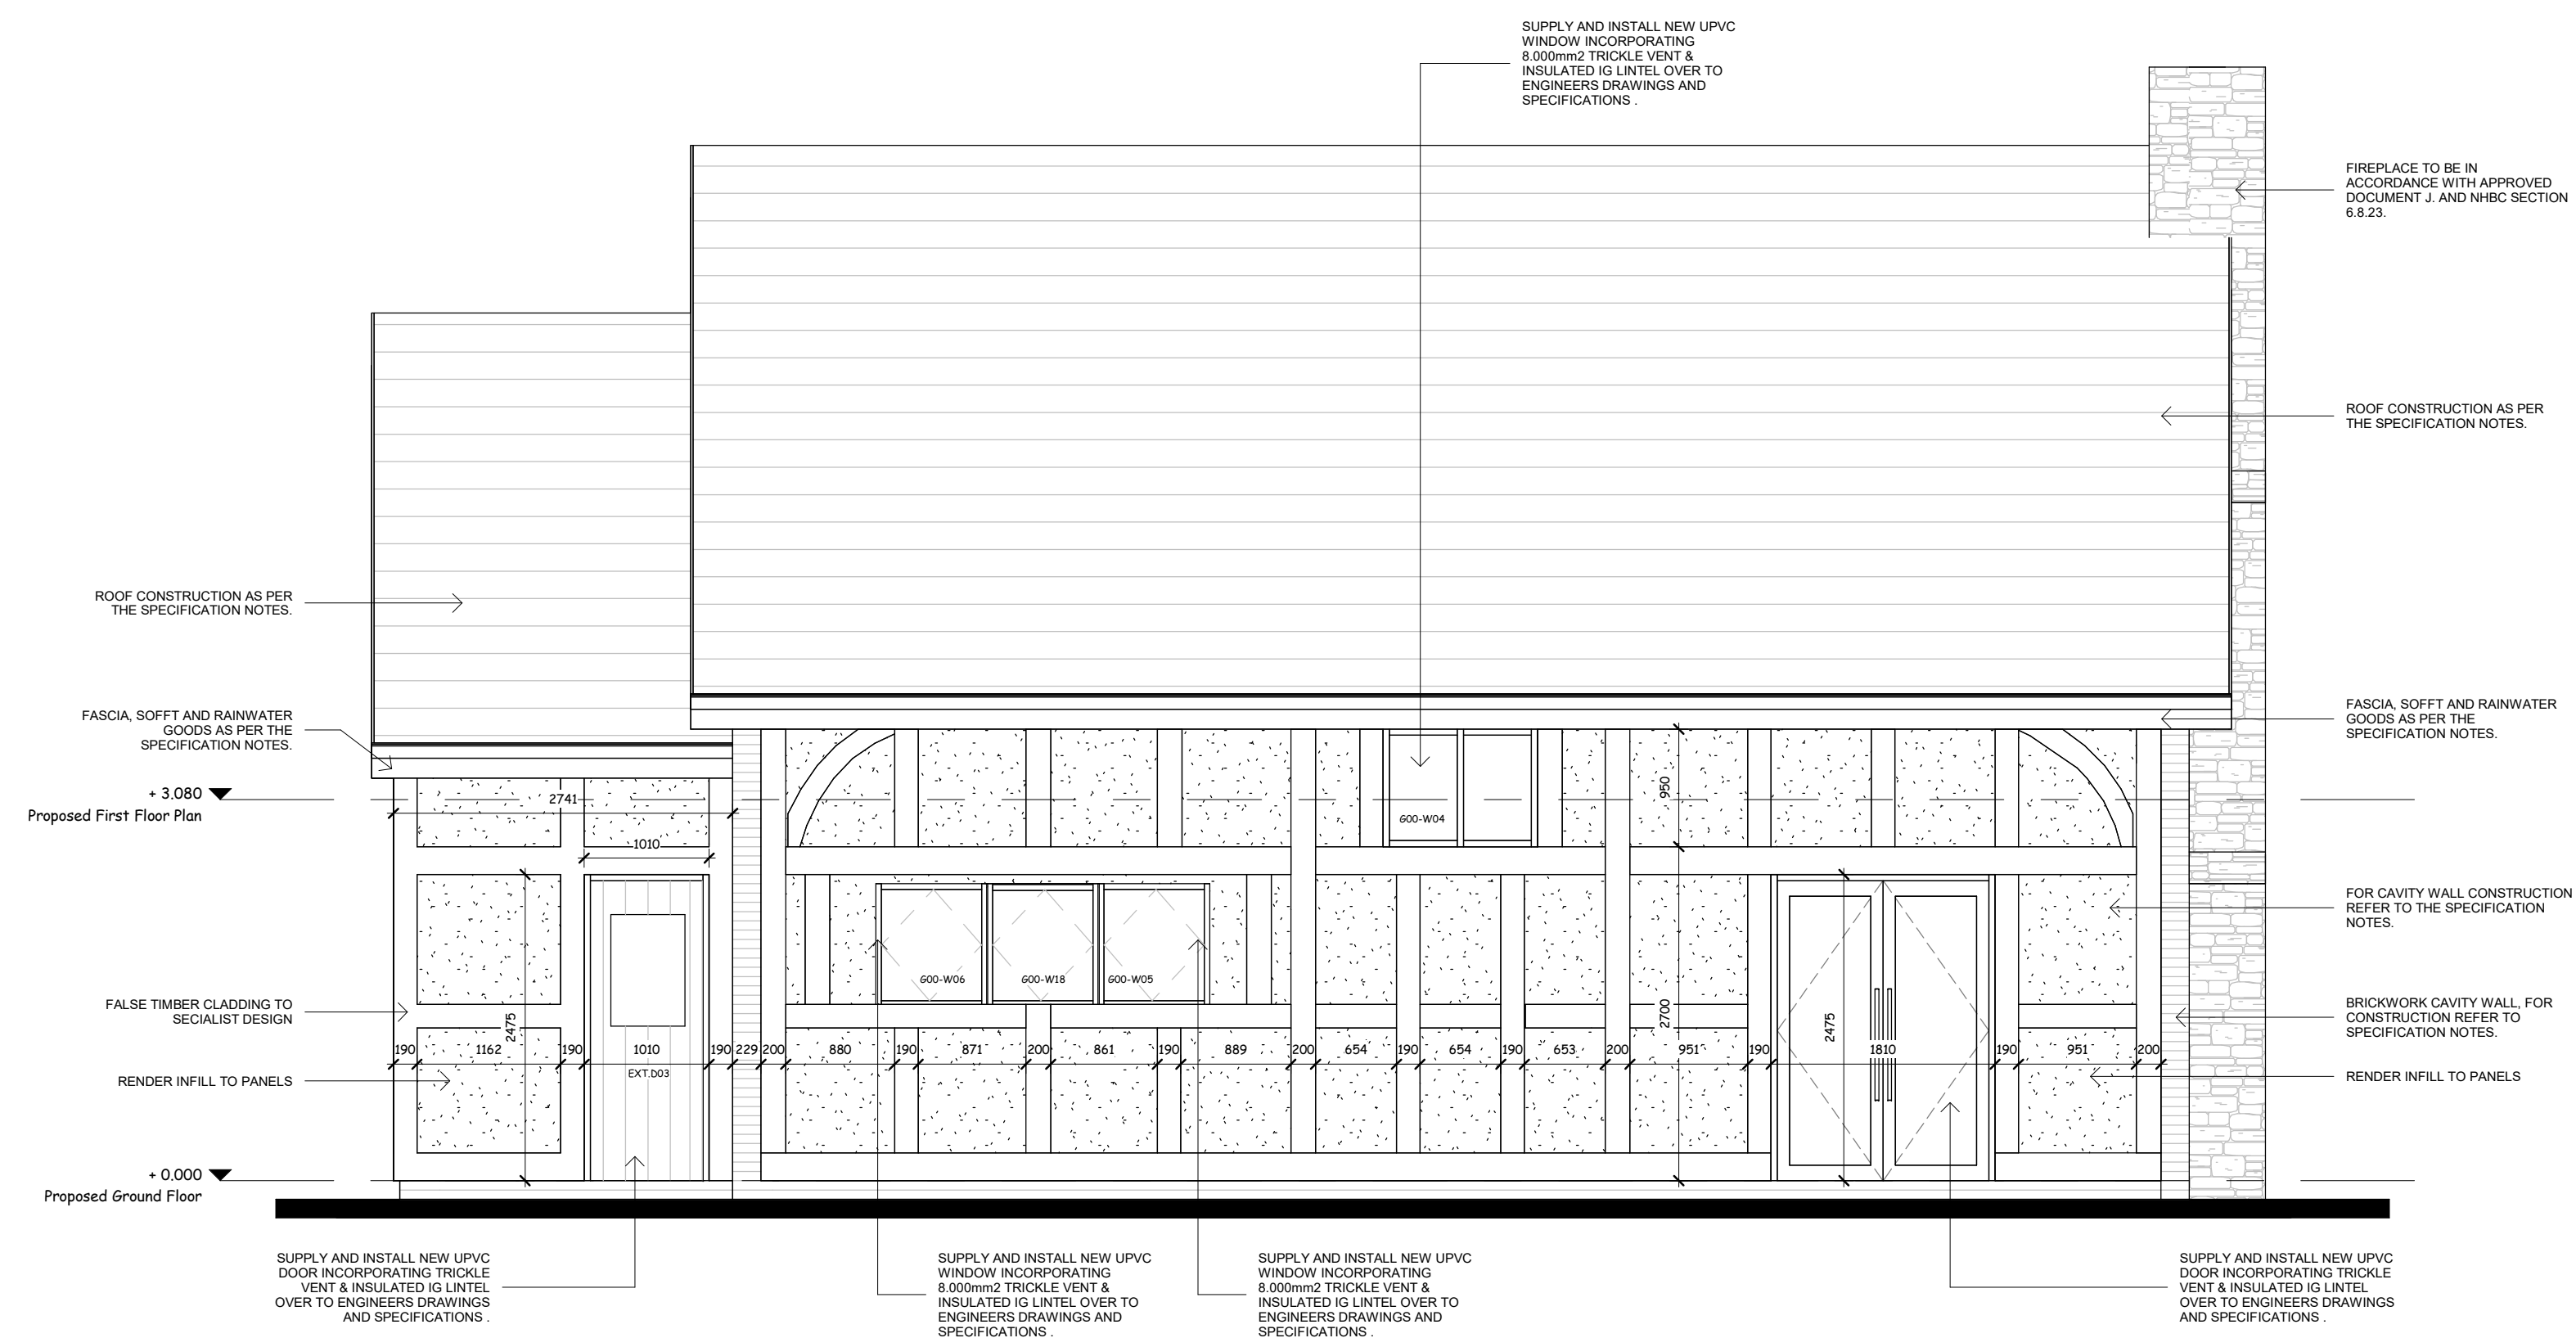 SUPPLY AND INSTALL NEW UPVC
WINDOW INCORPORATING
8.000mm2 TRICKLE VENT &
INSULATED IG LINTEL OVER TO
ENGINEERS DRAWINGS AND
SPECIFICATIONS .
FIREPLACE TO BE IN
ACCORDANCE WITH APPROVED
DOCUMENT J. AND NHBC SECTION
6.8.23.
ROOF CONSTRUCTION AS PER
THE SPECIFICATION NOTES.
ROOF CONSTRUCTION AS PER
THE SPECIFICATION NOTES.
FASCIA, SOFFT AND RAINWATER
GOODS AS PER THE
SPECIFICATION NOTES.
FASCIA, SOFFT AND RAINWATER
GOODS AS PER THE
SPECIFICATION NOTES.
+ 3,080
Proposed First Floor Plan
2741
950
G00-W04
1010
FOR CAVITY WALL CONSTRUCTION
REFER TO THE SPECIFICATION
NOTES.
G00-W06
G00-W18
G00-W05
FALSE TIMBER CLADDING TO
SECIALIST DESIGN
BRICKWORK CAVITY WALL, FOR
CONSTRUCTION REFER TO
SPECIFICATION NOTES.
2475
2700
2475
190 1162 190 1010 190 229 200 880 190 871 200 861 190 889 200 654 190 654 190 653 200 951 190 1810 190 951 200
EXT.D03
RENDER INFILL TO PANELS
RENDER INFILL TO PANELS
+ 0,000
Proposed Ground Floor
SUPPLY AND INSTALL NEW UPVC
DOOR INCORPORATING TRICKLE
VENT & INSULATED IG LINTEL
OVER TO ENGINEERS DRAWINGS
AND SPECIFICATIONS .
SUPPLY AND INSTALL NEW UPVC
WINDOW INCORPORATING
8.000mm2 TRICKLE VENT &
INSULATED IG LINTEL OVER TO
ENGINEERS DRAWINGS AND
SPECIFICATIONS .
SUPPLY AND INSTALL NEW UPVC
WINDOW INCORPORATING
8.000mm2 TRICKLE VENT &
INSULATED IG LINTEL OVER TO
ENGINEERS DRAWINGS AND
SPECIFICATIONS .
SUPPLY AND INSTALL NEW UPVC
DOOR INCORPORATING TRICKLE
VENT & INSULATED IG LINTEL
OVER TO ENGINEERS DRAWINGS
AND SPECIFICATIONS .